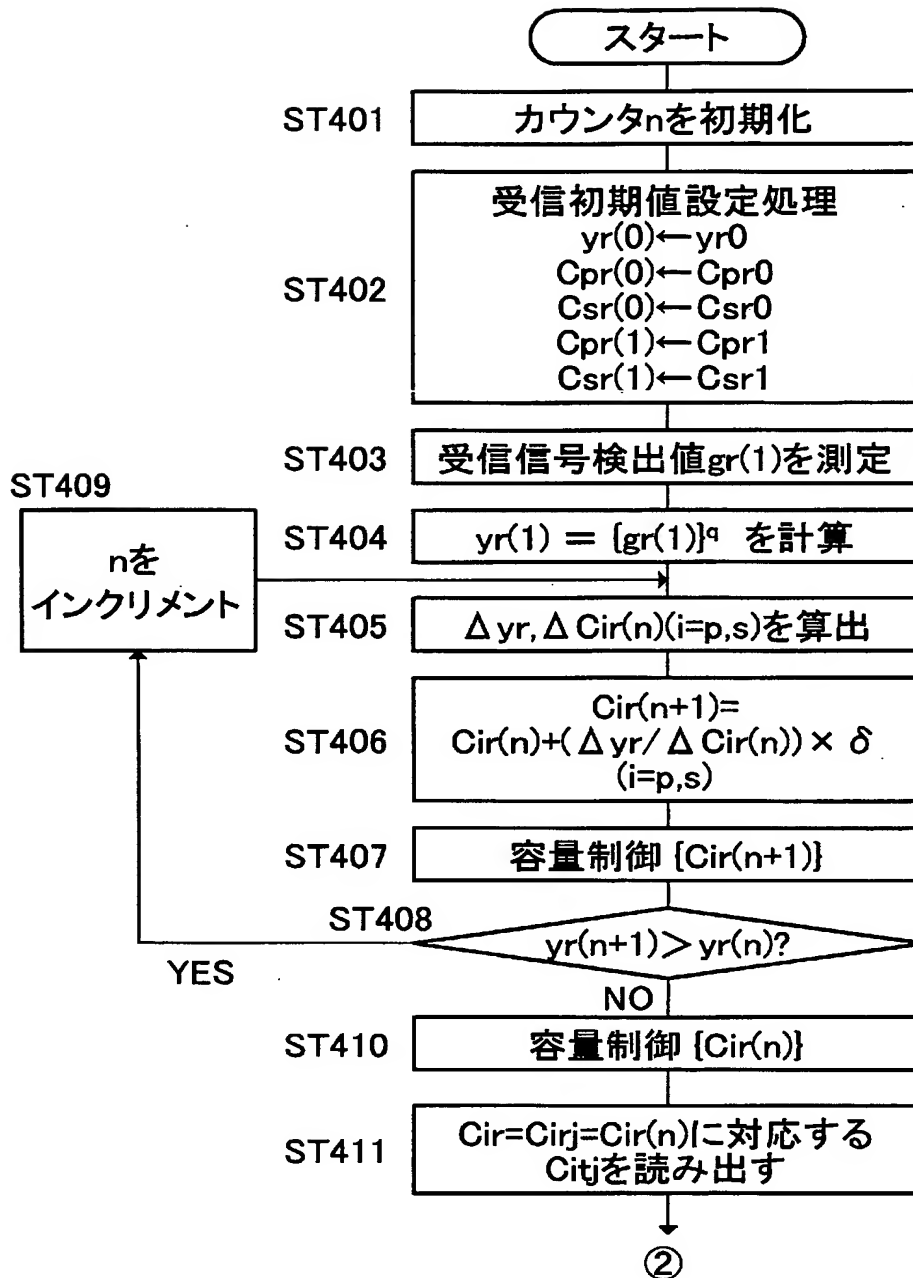 スタート
ST401
カウンタnを初期化
ST402
受信初期値設定処理
yr(0)←yr0
Cpr(0)←Cpr0
Csr(0)←Csr0
Cpr(1)←Cpr1
Csr(1)←Csr1
ST403
受信信号検出値gr(1)を測定
ST404
yr(1) = {gr(1)}^q を計算
ST409
nを
インクリメント
ST405
Δyr,ΔCir(n)(i=p,s)を算出
ST406
Cir(n+1)=
Cir(n)+(Δyr/ΔCir(n))×δ
(i=p,s)
ST407
容量制御 {Cir(n+1)}
ST408
yr(n+1)>yr(n)?
YES
NO
ST410
容量制御 {Cir(n)}
ST411
Cir=Cirj=Cir(n)に対応する
Citjを読み出す
②